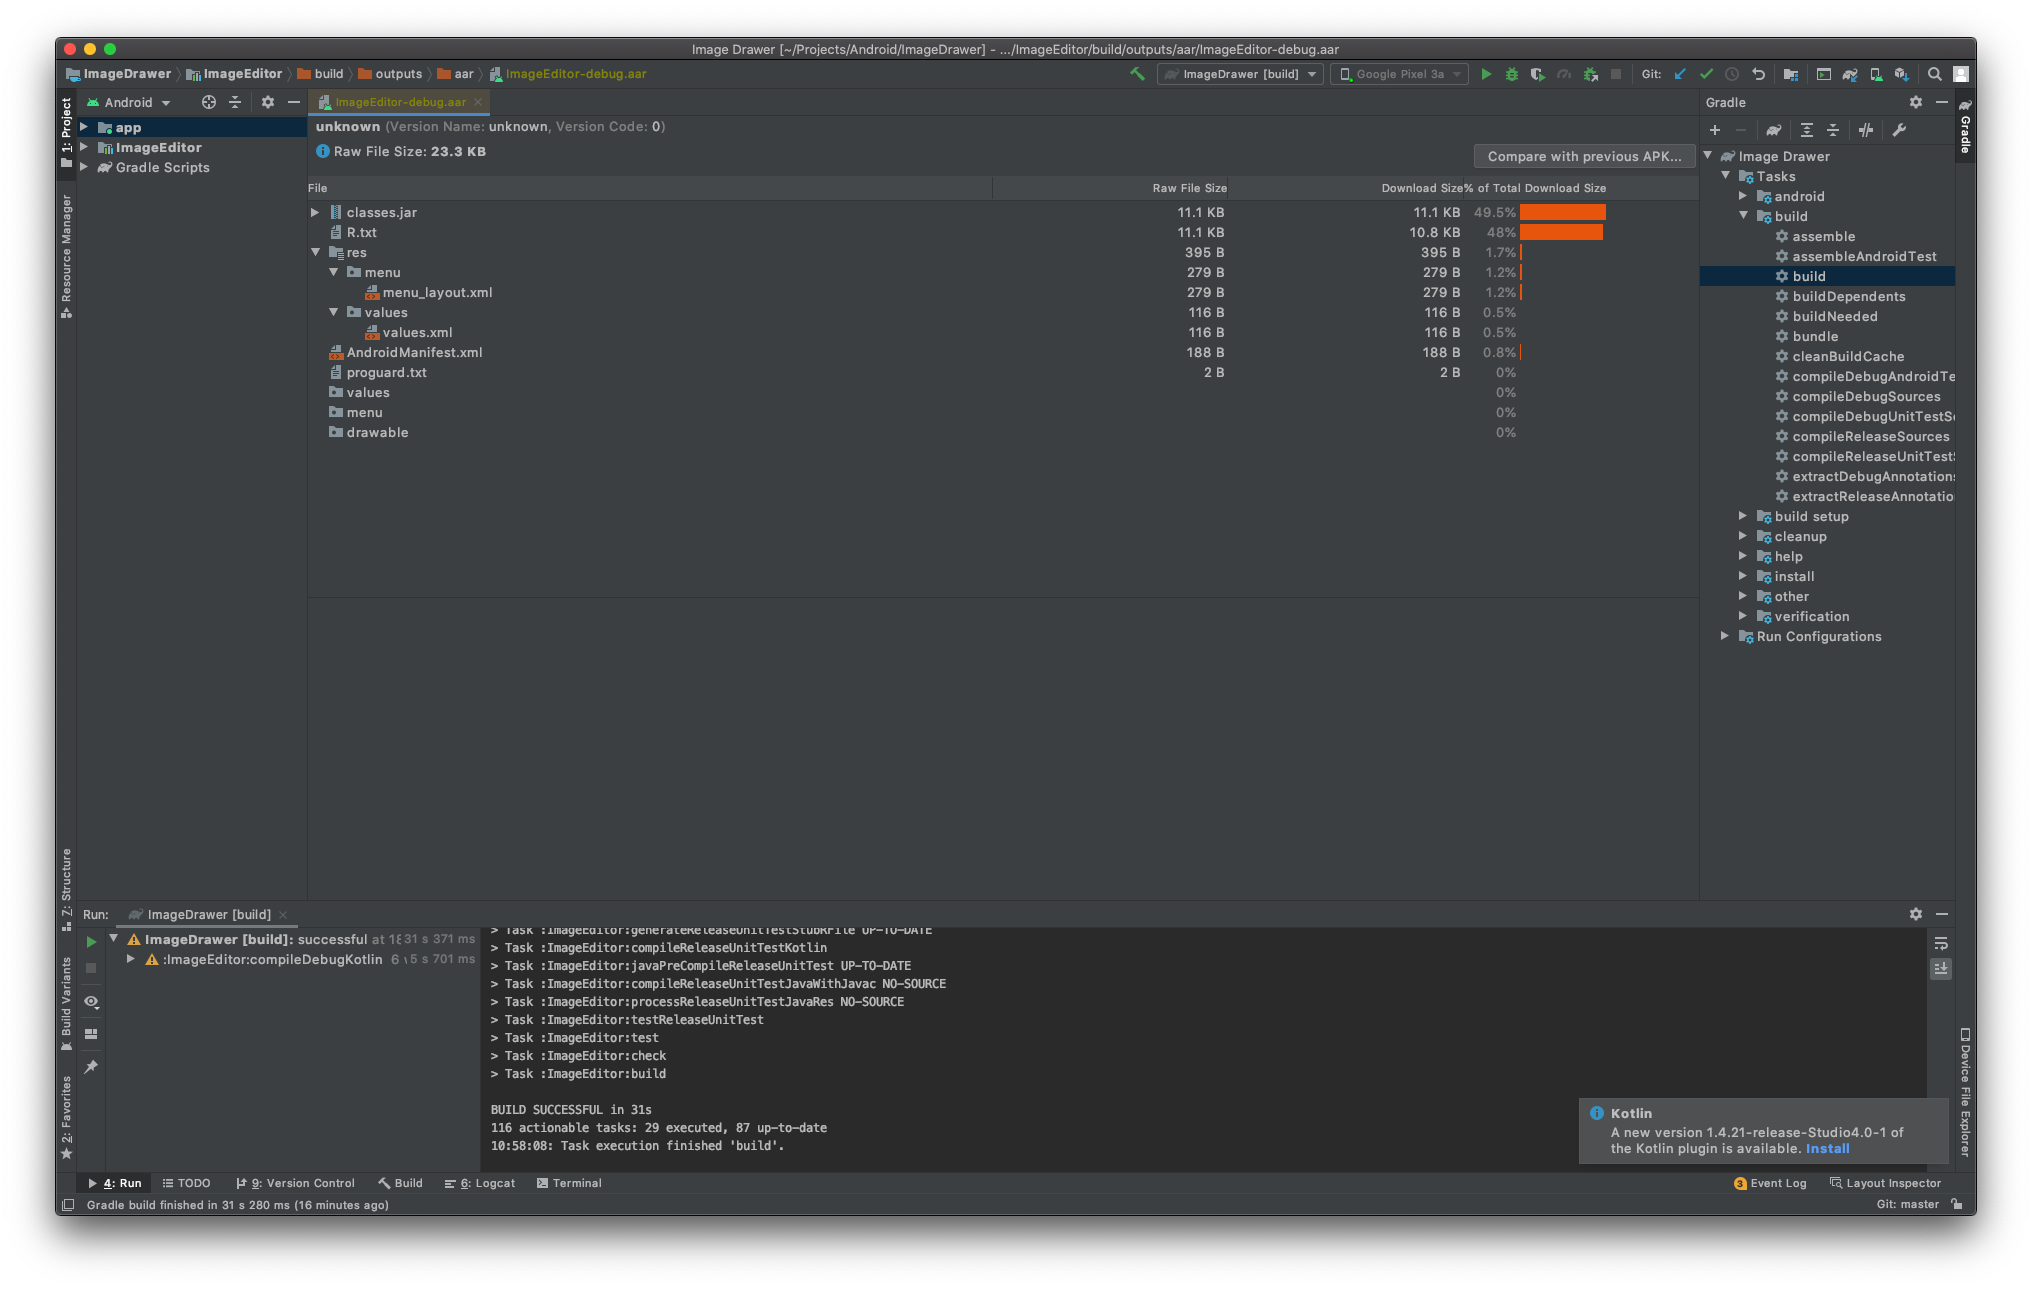 Image Drawer [~/Projects/Android/ImageDrawer] - .../ImageEditor/build/outputs/aar/ImageEditor-debug.aar
ImageDrawer ImageEditor build outputs aar ImageEditor-debug.aar
ImageDrawer [build] Google Pixel 3a Git:
1: Project
Resource Manager
Z: Structure
Build Variants
2: Favorites
Android
app
ImageEditor
Gradle Scripts
ImageEditor-debug.aar
unknown (Version Name: unknown, Version Code: 0)
Raw File Size: 23.3 KB
Compare with previous APK...
File Raw File Size Download Size % of Total Download Size
classes.jar 11.1 KB 11.1 KB 49.5%
R.txt 11.1 KB 10.8 KB 48%
res 395 B 395 B 1.7%
menu 279 B 279 B 1.2%
menu_layout.xml 279 B 279 B 1.2%
values 116 B 116 B 0.5%
values.xml 116 B 116 B 0.5%
AndroidManifest.xml 188 B 188 B 0.8%
proguard.txt 2 B 2 B 0%
values 0%
menu 0%
drawable 0%
Gradle
Image Drawer
Tasks
android
build
assemble
assembleAndroidTest
build
buildDependents
buildNeeded
bundle
cleanBuildCache
compileDebugAndroidTe
compileDebugSources
compileDebugUnitTestS
compileReleaseSources
compileReleaseUnitTest
extractDebugAnnotations
extractReleaseAnnotatio
build setup
cleanup
help
install
other
verification
Run Configurations
Gradle
Device File Explorer
Run: ImageDrawer [build]
ImageDrawer [build]: successful at 18 31 s 371 ms
:ImageEditor:compileDebugKotlin 6 5 s 701 ms
> Task :ImageEditor:generateReleaseUnitTestStubRFile UP-TO-DATE
> Task :ImageEditor:compileReleaseUnitTestKotlin
> Task :ImageEditor:javaPreCompileReleaseUnitTest UP-TO-DATE
> Task :ImageEditor:compileReleaseUnitTestJavaWithJavac NO-SOURCE
> Task :ImageEditor:processReleaseUnitTestJavaRes NO-SOURCE
> Task :ImageEditor:testReleaseUnitTest
> Task :ImageEditor:test
> Task :ImageEditor:check
> Task :ImageEditor:build
BUILD SUCCESSFUL in 31s
116 actionable tasks: 29 executed, 87 up-to-date
10:58:08: Task execution finished 'build'.
Kotlin
A new version 1.4.21-release-Studio4.0-1 of
the Kotlin plugin is available. Install
4: Run TODO 9: Version Control Build 6: Logcat Terminal
3 Event Log Layout Inspector
Gradle build finished in 31 s 280 ms (16 minutes ago)
Git: master